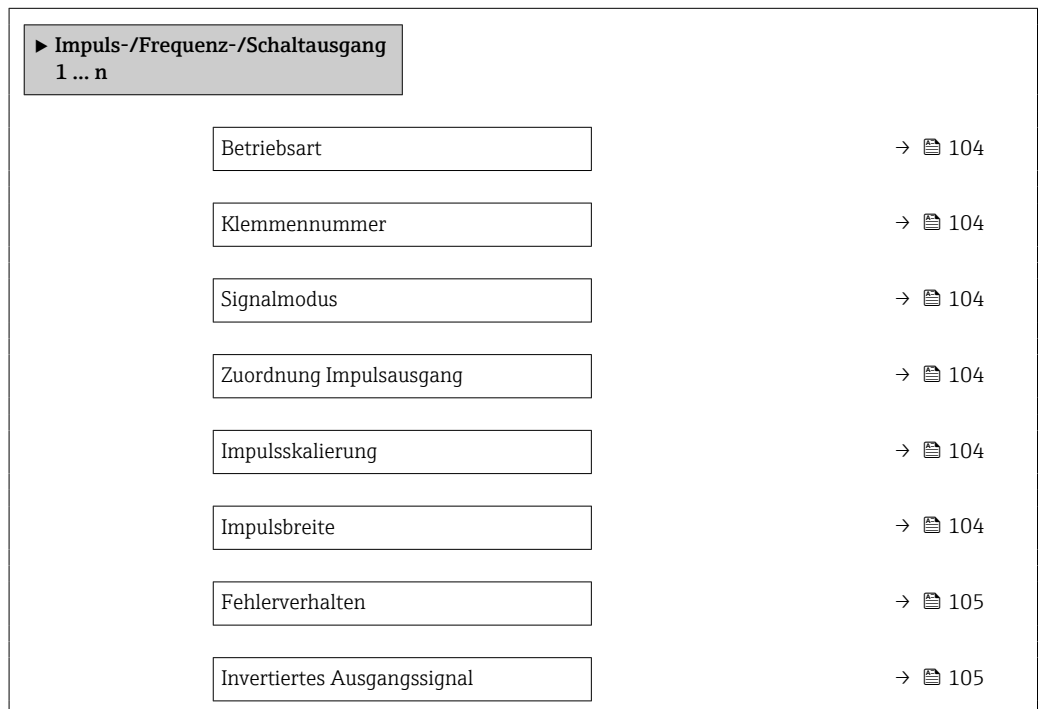 ▶ Impuls-/Frequenz-/Schaltausgang
1 ... n
Betriebsart → 104
Klemmennummer → 104
Signalmodus → 104
Zuordnung Impulsausgang → 104
Impulsskalierung → 104
Impulsbreite → 104
Fehlerverhalten → 105
Invertiertes Ausgangssignal → 105